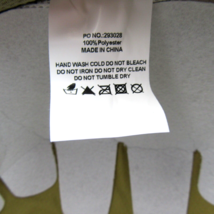 PO NO.:293028
100%Polyester
MADE IN CHINA
HAND WASH COLD DO NOT BLEACH
DO NOT IRON DO NOT DRY CLEAN
DO NOT TUMBLE DRY